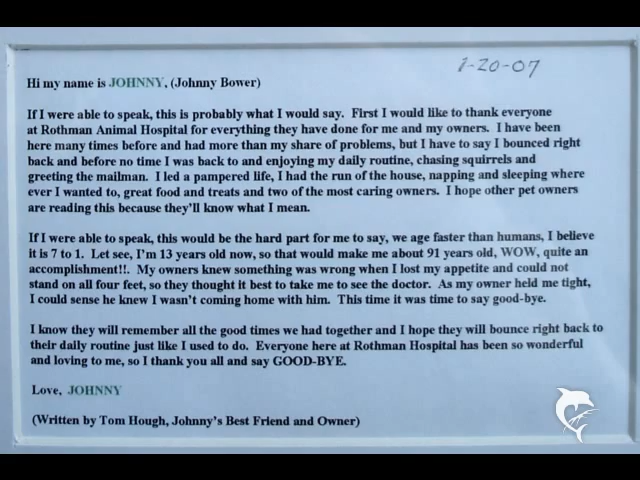 1-20-07
Hi my name is JOHNNY, (Johnny Bower)
If I were able to speak, this is probably what I would say. First I would like to thank everyone
at Rothman Animal Hospital for everything they have done for me and my owners. I have been
here many times before and had more than my share of problems, but I have to say I bounced right
back and before no time I was back to and enjoying my daily routine, chasing squirrels and
greeting the mailman. I led a pampered life, I had the run of the house, napping and sleeping where
ever I wanted to, great food and treats and two of the most caring owners. I hope other pet owners
are reading this because they'll know what I mean.
If I were able to speak, this would be the hard part for me to say, we age faster than humans, I believe
it is 7 to 1. Let see, I'm 13 years old now, so that would make me about 91 years old, WOW, quite an
accomplishment!!. My owners knew something was wrong when I lost my appetite and could not
stand on all four feet, so they thought it best to take me to see the doctor. As my owner held me tight,
I could sense he knew I wasn't coming home with him. This time it was time to say good-bye.
I know they will remember all the good times we had together and I hope they will bounce right back to
their daily routine just like I used to do. Everyone here at Rothman Hospital has been so wonderful
and loving to me, so I thank you all and say GOOD-BYE.
Love, JOHNNY
(Written by Tom Hough, Johnny's Best Friend and Owner)